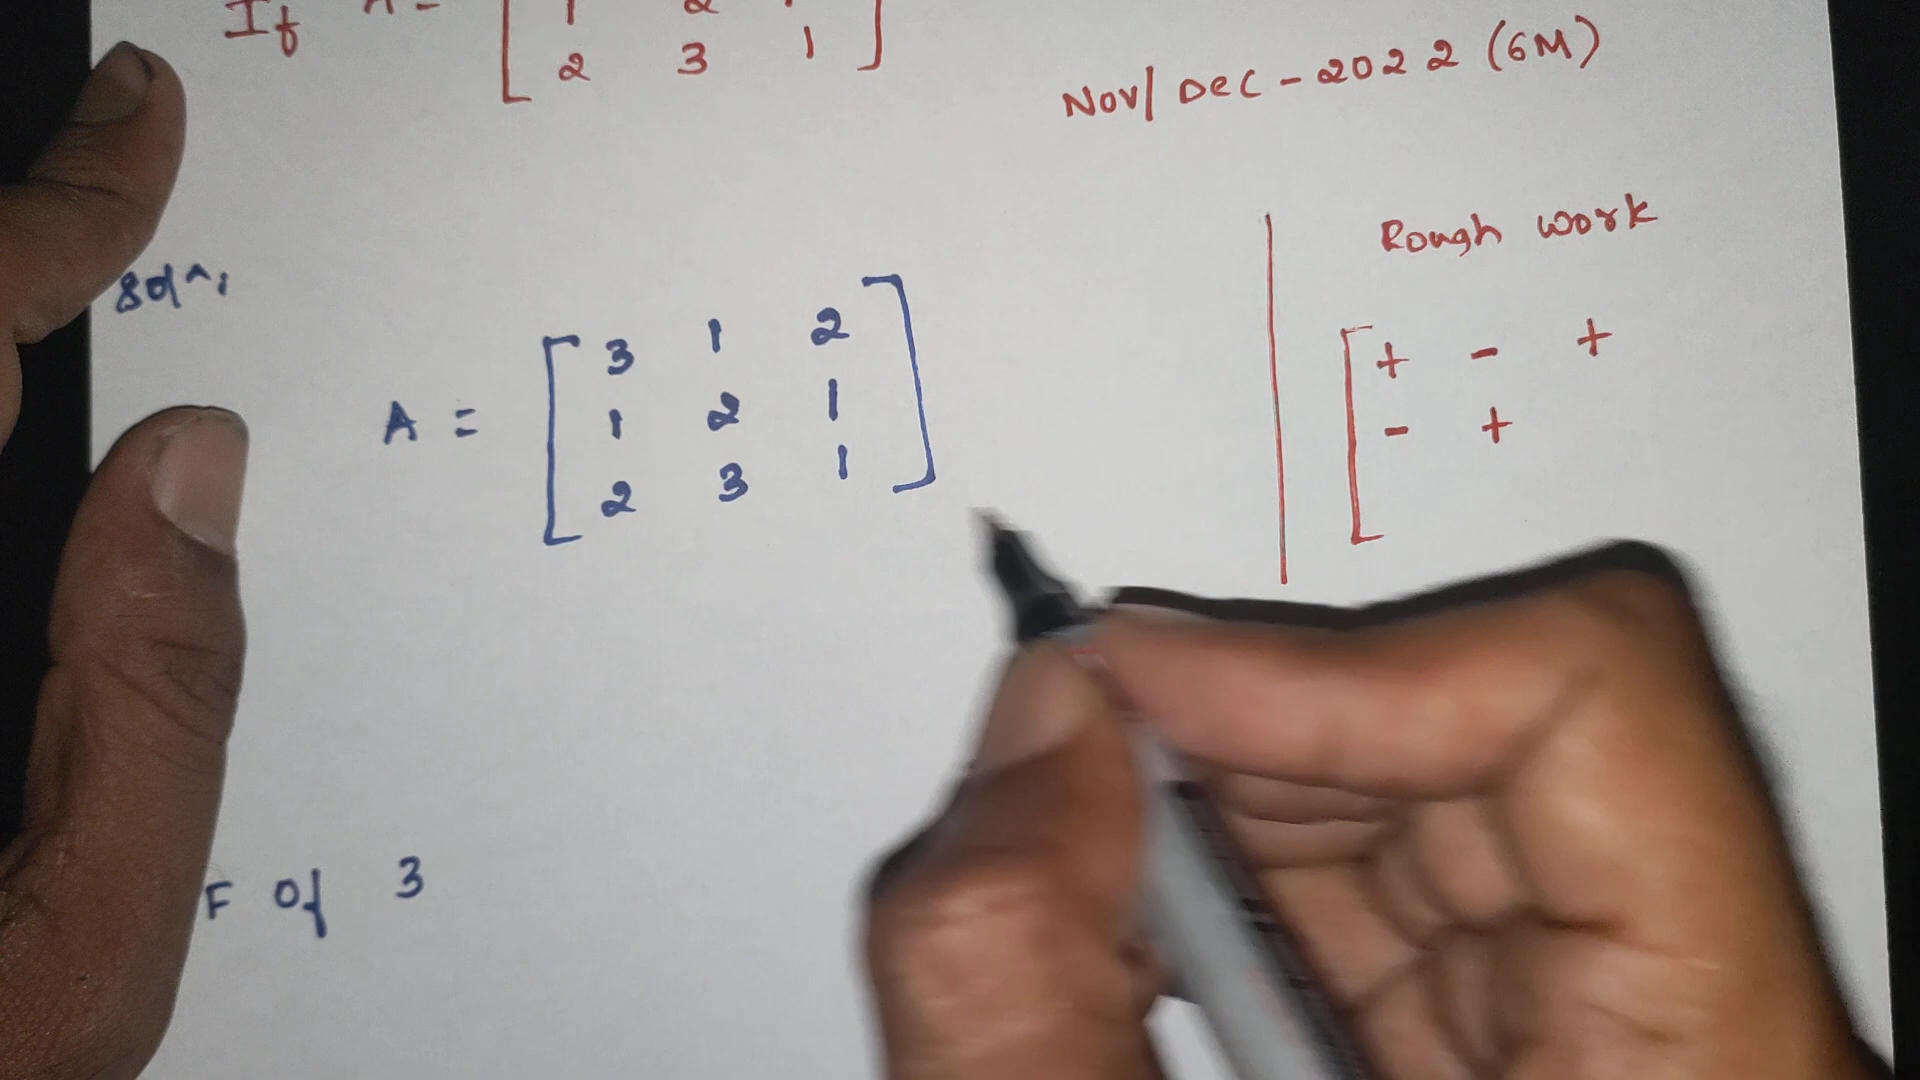 If A =
2 3 1
Nov/ Dec - 2022 (6M)
Rough work
Soln:
3 1 2
A = 1 2 1
2 3 1
+ - +
- +
F of 3